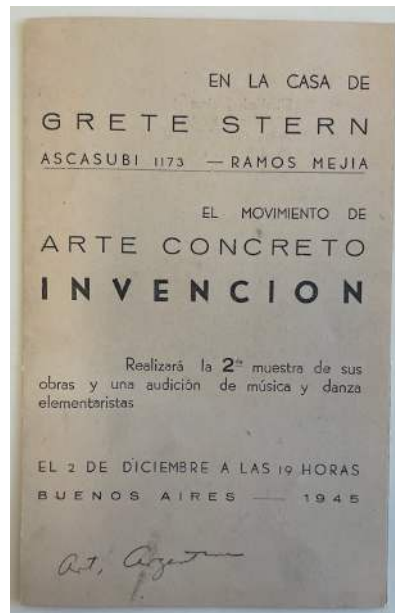 EN LA CASA DE
GRETE STERN
ASCASUBI 1173 — RAMOS MEJIA
EL MOVIMIENTO DE
ARTE CONCRETO
INVENCION
Realizará la 2da muestra de sus
obras y una audición de música y danza
elementaristas
EL 2 DE DICIEMBRE A LAS 19 HORAS
BUENOS AIRES — 1945
Art, Argentina